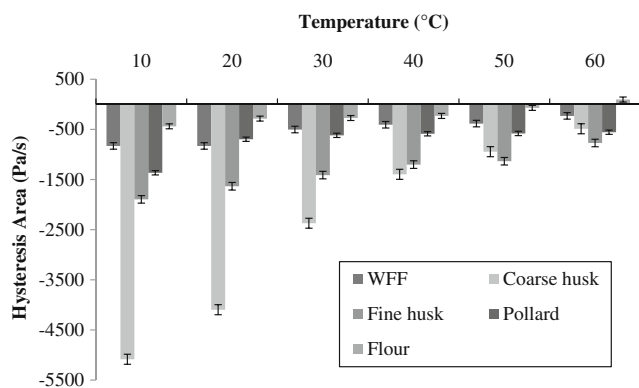 Temperature (°C)
10 20 30 40 50 60
500
-500
-1500
-2500
-3500
-4500
-5500
Hysteresis Area (Pa/s)
WFF Coarse husk
Fine husk Pollard
Flour